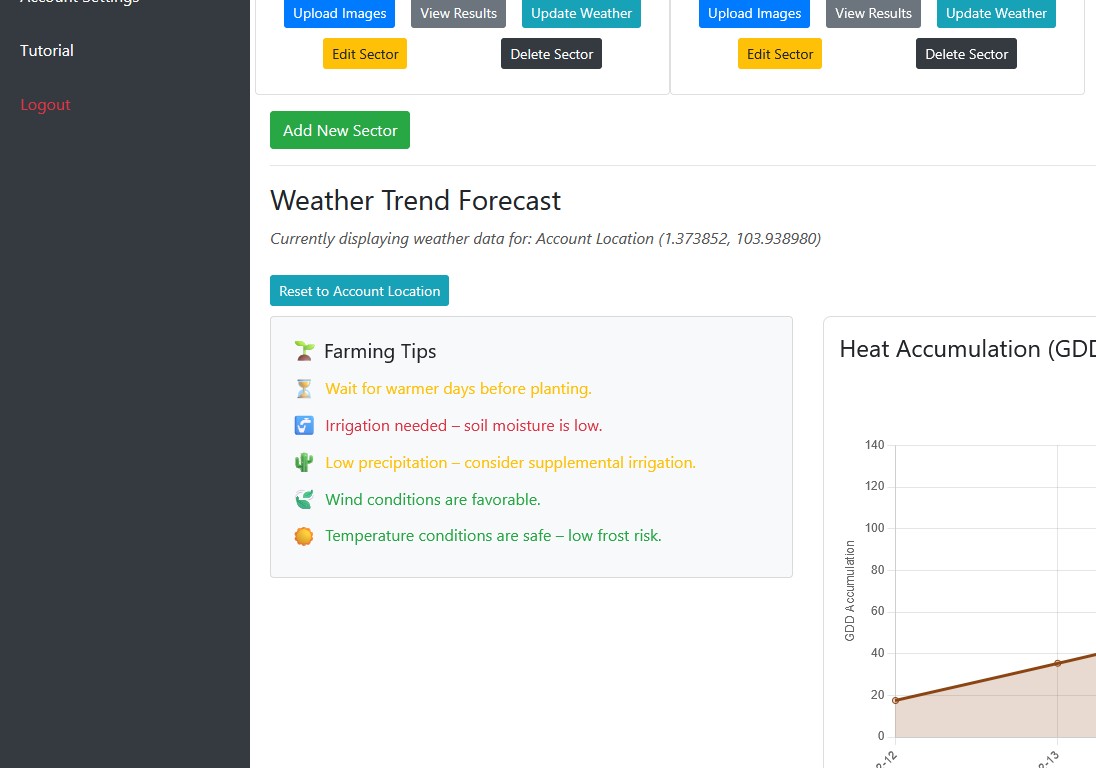 Account Settings
Tutorial
Logout
Upload Images View Results Update Weather Upload Images View Results Update Weather
Edit Sector Delete Sector Edit Sector Delete Sector
Add New Sector
Weather Trend Forecast
Currently displaying weather data for: Account Location (1.373852, 103.938980)
Reset to Account Location
Farming Tips
Wait for warmer days before planting.
Irrigation needed – soil moisture is low.
Low precipitation – consider supplemental irrigation.
Wind conditions are favorable.
Temperature conditions are safe – low frost risk.
Heat Accumulation (GDD
GDD Accumulation
140
120
100
80
60
40
20
0
2-12
2-13